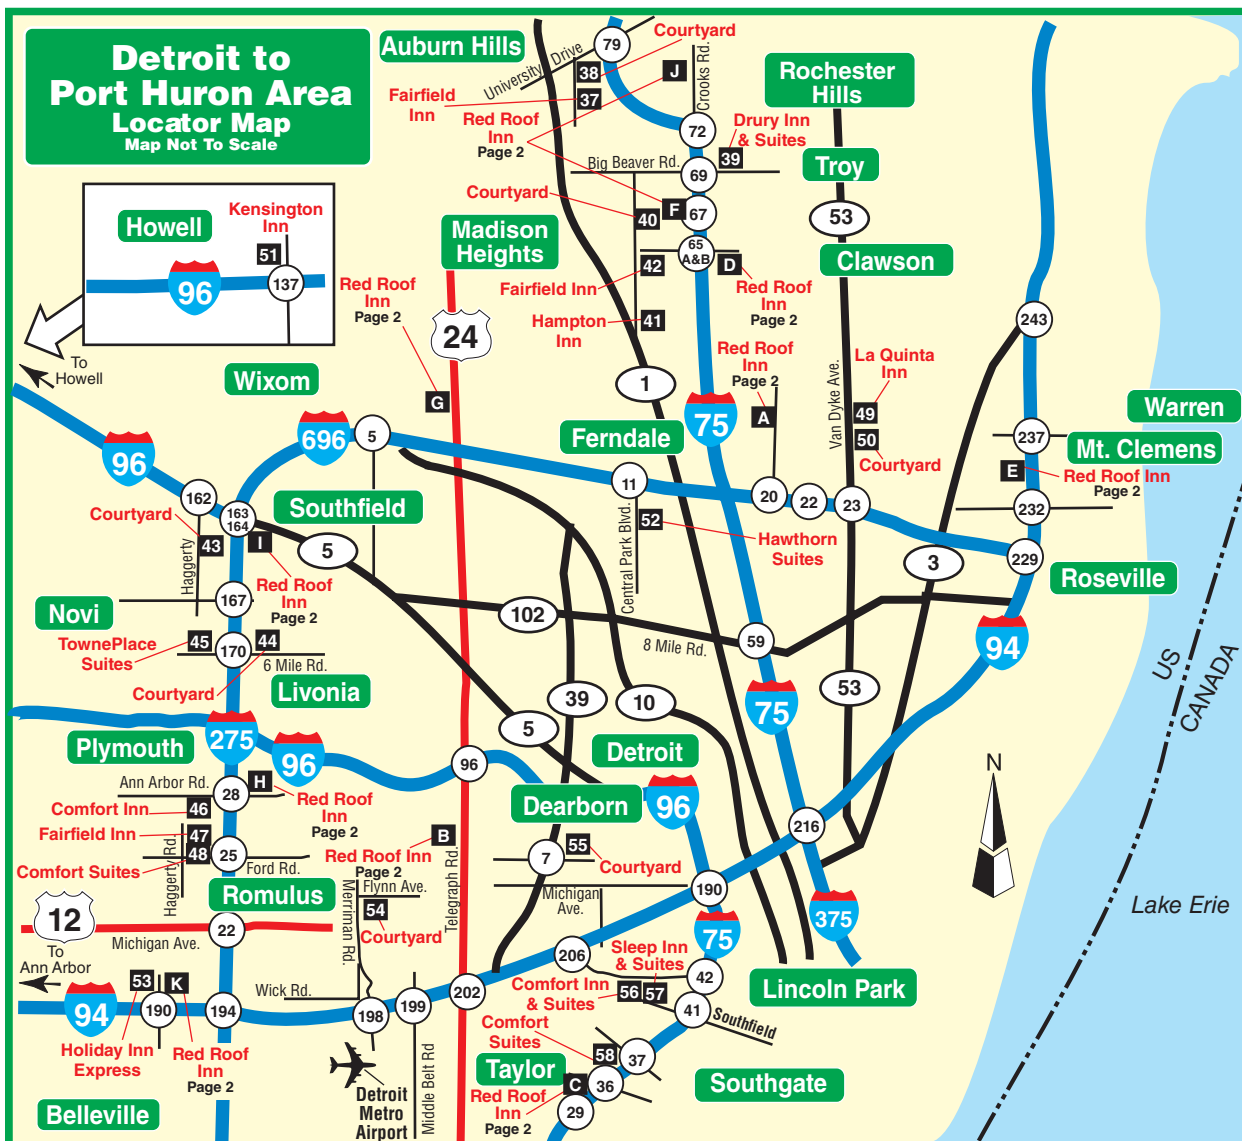 Detroit to
Port Huron Area
Locator Map
Map Not To Scale
Auburn Hills
University Drive
79
Courtyard
38
J
Crooks Rd.
37
Fairfield
Inn
Red Roof
Inn
Page 2
72
Rochester
Hills
Drury Inn
& Suites
39
Big Beaver Rd.
69
Troy
Courtyard
40
F
67
53
Howell
Kensington
Inn
51
96
137
Madison
Heights
65
A&B
42
D
Clawson
Fairfield Inn
Red Roof
Inn
Page 2
Red Roof
Inn
Page 2
24
Hampton
Inn
41
243
To
Howell
Wixom
G
1
Red Roof
Inn
Page 2
A
75
Van Dyke Ave.
La Quinta
Inn
49
50
Courtyard
Warren
237
Mt. Clemens
E
Red Roof Inn
Page 2
232
96
696
5
Ferndale
11
20
22
23
162
163
164
Southfield
Courtyard
43
I
5
Haggerty
Central Park Blvd.
52
Hawthorn
Suites
3
229
Roseville
Red Roof
Inn
Page 2
Novi
167
102
8 Mile Rd.
59
94
TownePlace
Suites
45
44
170
6 Mile Rd.
Courtyard
Livonia
39
10
53
75
US
CANADA
Plymouth
275
96
5
Detroit
96
N
Ann Arbor Rd.
28
H
Red Roof
Inn
Page 2
Comfort Inn
46
Dearborn
96
Fairfield Inn
47
48
25
Comfort Suites
Haggerty Rd.
Ford Rd.
B
Red Roof Inn
Page 2
Telegraph Rd.
7
55
Courtyard
216
Romulus
Flynn Ave.
Merriman Rd.
54
Courtyard
Michigan
Ave.
190
375
Lake Erie
12
22
Michigan Ave.
To
Ann Arbor
75
206
Sleep Inn
& Suites
Comfort Inn
& Suites
56
57
42
Lincoln Park
94
53
K
190
194
Wick Rd.
198
199
202
41
Southfield
Holiday Inn
Express
Red Roof
Inn
Page 2
Comfort
Suites
58
37
Taylor
C
36
Southgate
Red Roof
Inn
Page 2
29
Detroit
Metro
Airport
Middle Belt Rd
Belleville